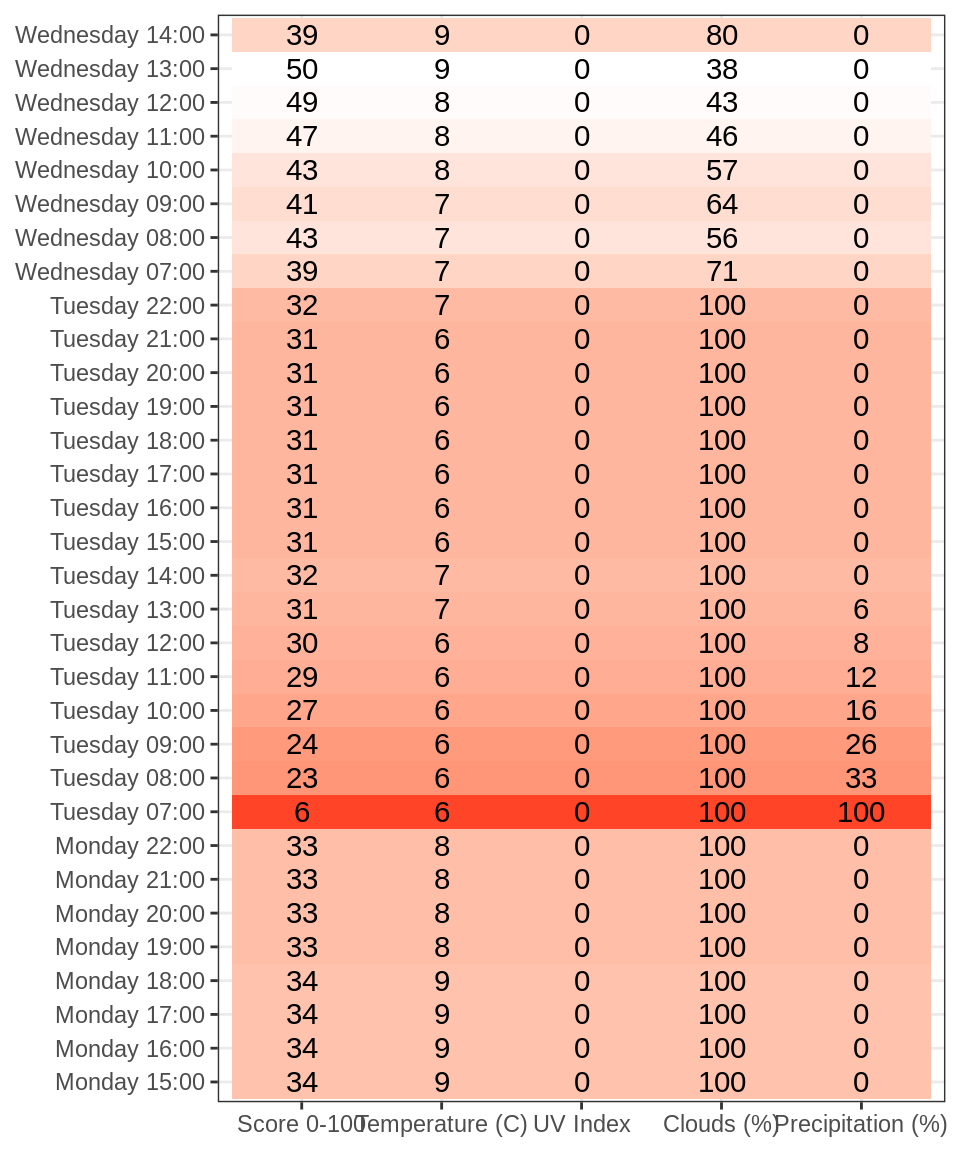 Wednesday 14:00 39 9 0 80 0
Wednesday 13:00 50 9 0 38 0
Wednesday 12:00 49 8 0 43 0
Wednesday 11:00 47 8 0 46 0
Wednesday 10:00 43 8 0 57 0
Wednesday 09:00 41 7 0 64 0
Wednesday 08:00 43 7 0 56 0
Wednesday 07:00 39 7 0 71 0
Tuesday 22:00 32 7 0 100 0
Tuesday 21:00 31 6 0 100 0
Tuesday 20:00 31 6 0 100 0
Tuesday 19:00 31 6 0 100 0
Tuesday 18:00 31 6 0 100 0
Tuesday 17:00 31 6 0 100 0
Tuesday 16:00 31 6 0 100 0
Tuesday 15:00 31 6 0 100 0
Tuesday 14:00 32 7 0 100 0
Tuesday 13:00 31 7 0 100 6
Tuesday 12:00 30 6 0 100 8
Tuesday 11:00 29 6 0 100 12
Tuesday 10:00 27 6 0 100 16
Tuesday 09:00 24 6 0 100 26
Tuesday 08:00 23 6 0 100 33
Tuesday 07:00 6 6 0 100 100
Monday 22:00 33 8 0 100 0
Monday 21:00 33 8 0 100 0
Monday 20:00 33 8 0 100 0
Monday 19:00 33 8 0 100 0
Monday 18:00 34 9 0 100 0
Monday 17:00 34 9 0 100 0
Monday 16:00 34 9 0 100 0
Monday 15:00 34 9 0 100 0
Score 0-100 Temperature (C) UV Index Clouds (%) Precipitation (%)